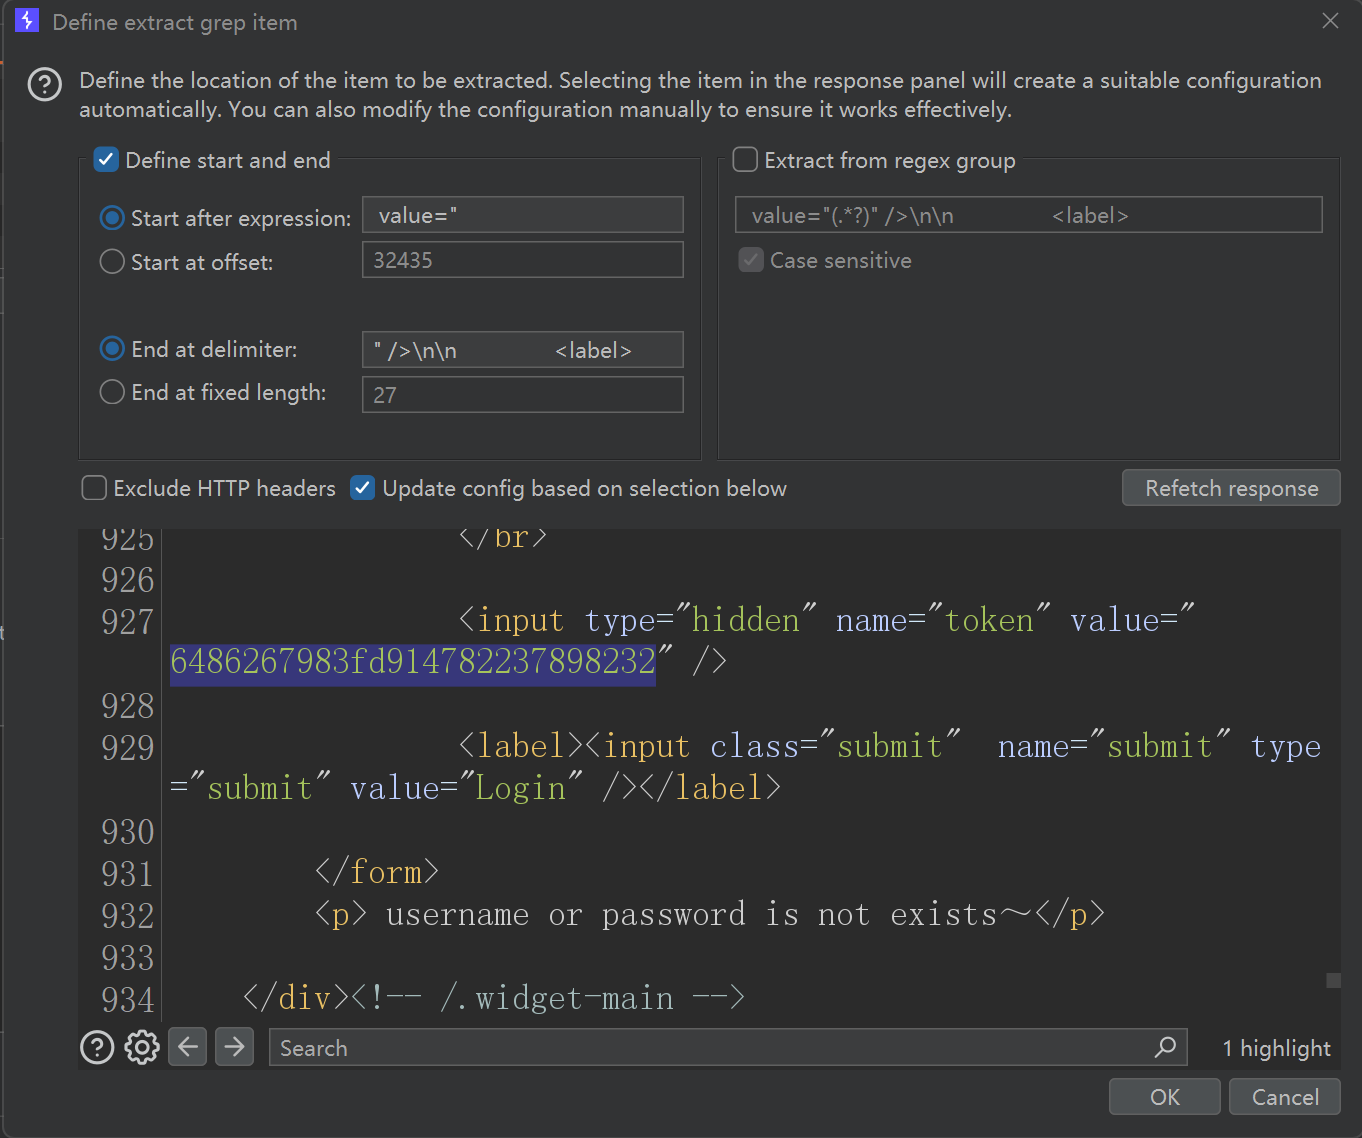 Define extract grep item
Define the location of the item to be extracted. Selecting the item in the response panel will create a suitable configuration
automatically. You can also modify the configuration manually to ensure it works effectively.
Define start and end
Start after expression: value="
Start at offset: 32435
End at delimiter: " />\n\n                <label>
End at fixed length: 27
Extract from regex group
value="(.*?)" />\n\n                <label>
Case sensitive
Exclude HTTP headers
Update config based on selection below
Refetch response
925 </br>
926
927 <input type="hidden" name="token" value="
6486267983fd914782237898232" />
928
929 <label><input class="submit"  name="submit" type
="submit" value="Login" /></label>
930
931 </form>
932 <p> username or password is not exists～</p>
933
934 </div><!-- /.widget-main -->
Search
1 highlight
OK
Cancel